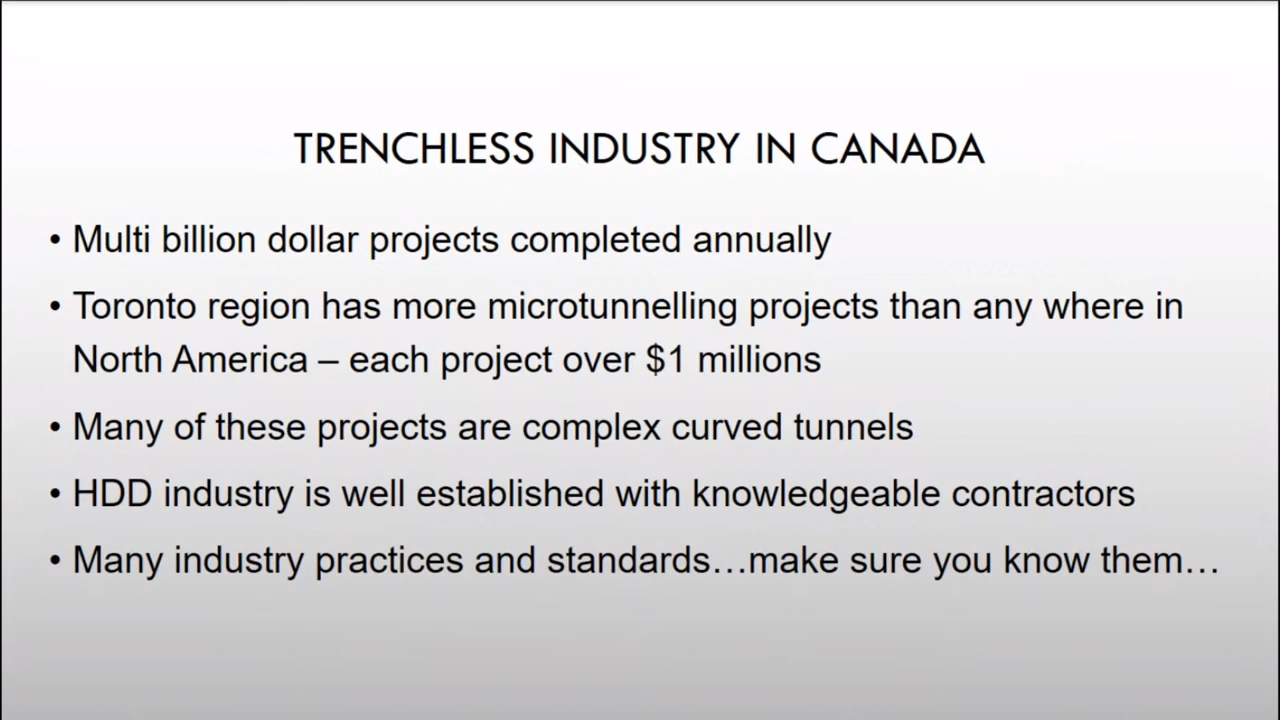 TRENCHLESS INDUSTRY IN CANADA
• Multi billion dollar projects completed annually
• Toronto region has more microtunnelling projects than any where in
North America – each project over $1 millions
• Many of these projects are complex curved tunnels
• HDD industry is well established with knowledgeable contractors
• Many industry practices and standards…make sure you know them…